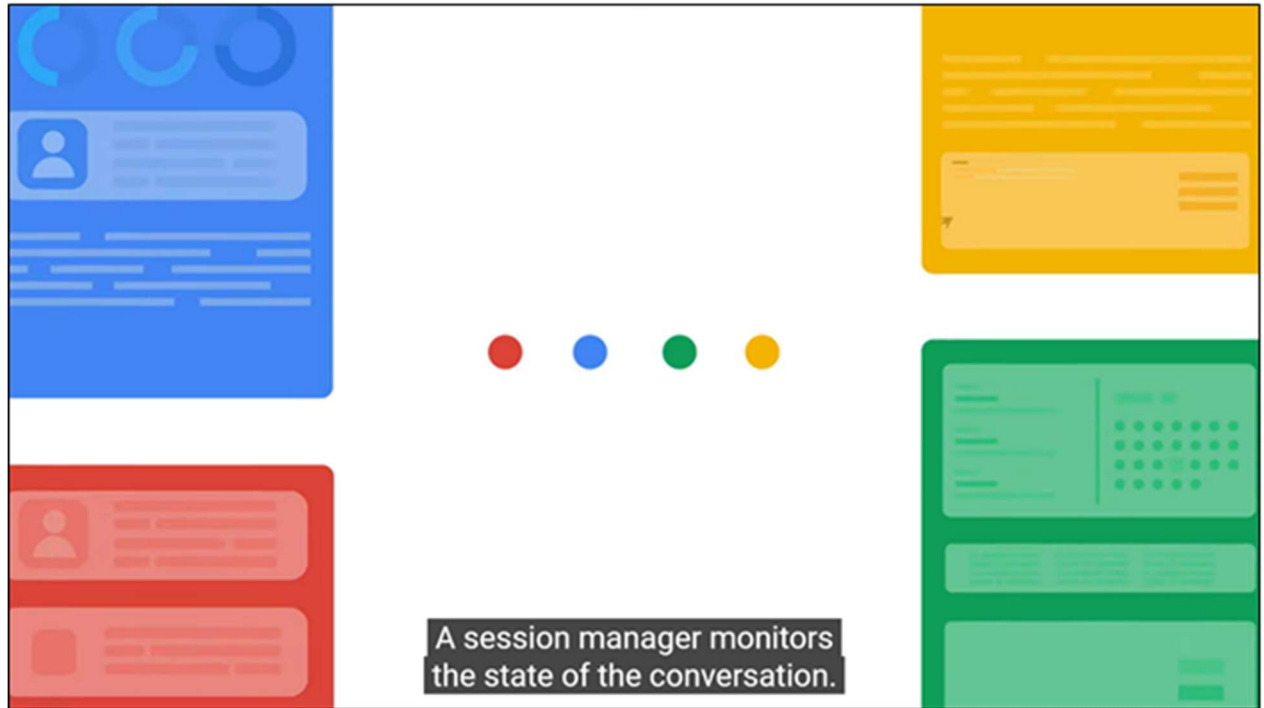 A session manager monitors
the state of the conversation.